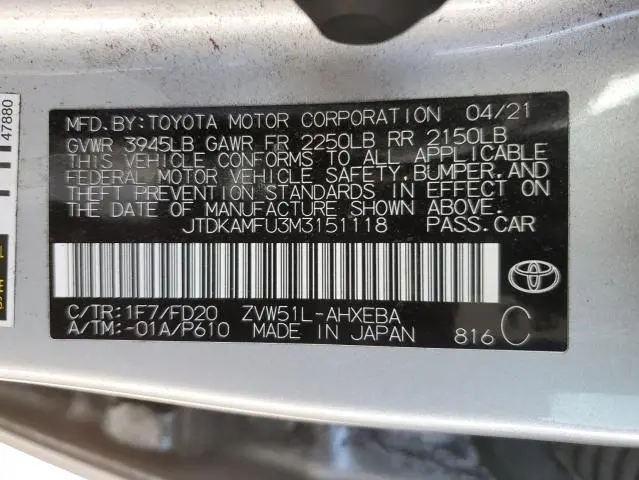 MFD.BY:TOYOTA MOTOR CORPORATION 04/21
GVWR 3945LB GAWR FR 2250LB RR 2150LB
THIS VEHICLE CONFORMS TO ALL APPLICABLE
FEDERAL MOTOR VEHICLE SAFETY,BUMPER,AND
THEFT PREVENTION STANDARDS IN EFFECT ON
THE DATE OF MANUFACTURE SHOWN ABOVE.
JTDKAMFU3M3151118 PASS.CAR
C/TR:1F7/FD20 ZVW51L-AHXEBA
A/TM:-01A/P610 MADE IN JAPAN 816 C
47880